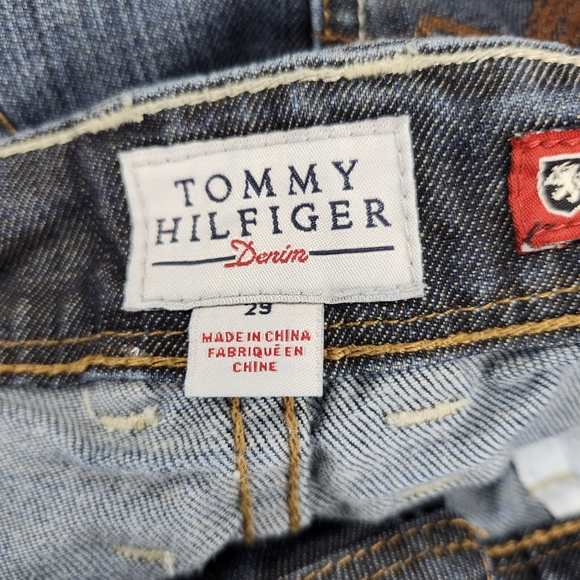 TOMMY
HILFIGER
Denim
29
MADE IN CHINA
FABRIQUÉ EN
CHINE